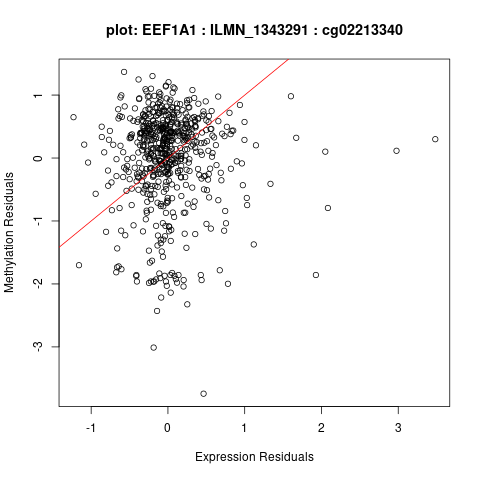 plot: EEF1A1 : ILMN_1343291 : cg02213340
Methylation Residuals
1
0
-1
-2
-3
-1 0 1 2 3
Expression Residuals